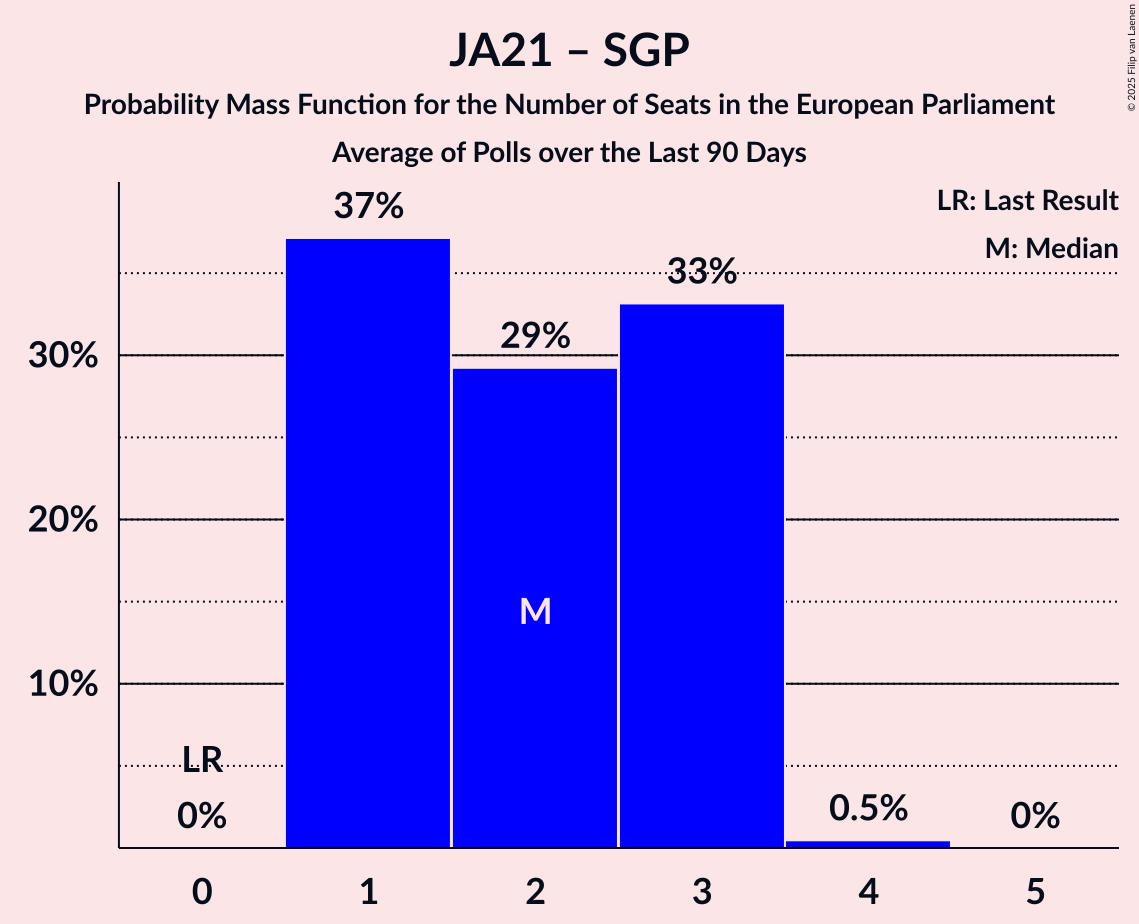 JA21 – SGP
Probability Mass Function for the Number of Seats in the European Parliament
Average of Polls over the Last 90 Days
© 2025 Filip van Laenen
LR: Last Result
M: Median
37%
33%
29%
30%
20%
M
10%
LR
0%
0.5%
0%
0 1 2 3 4 5